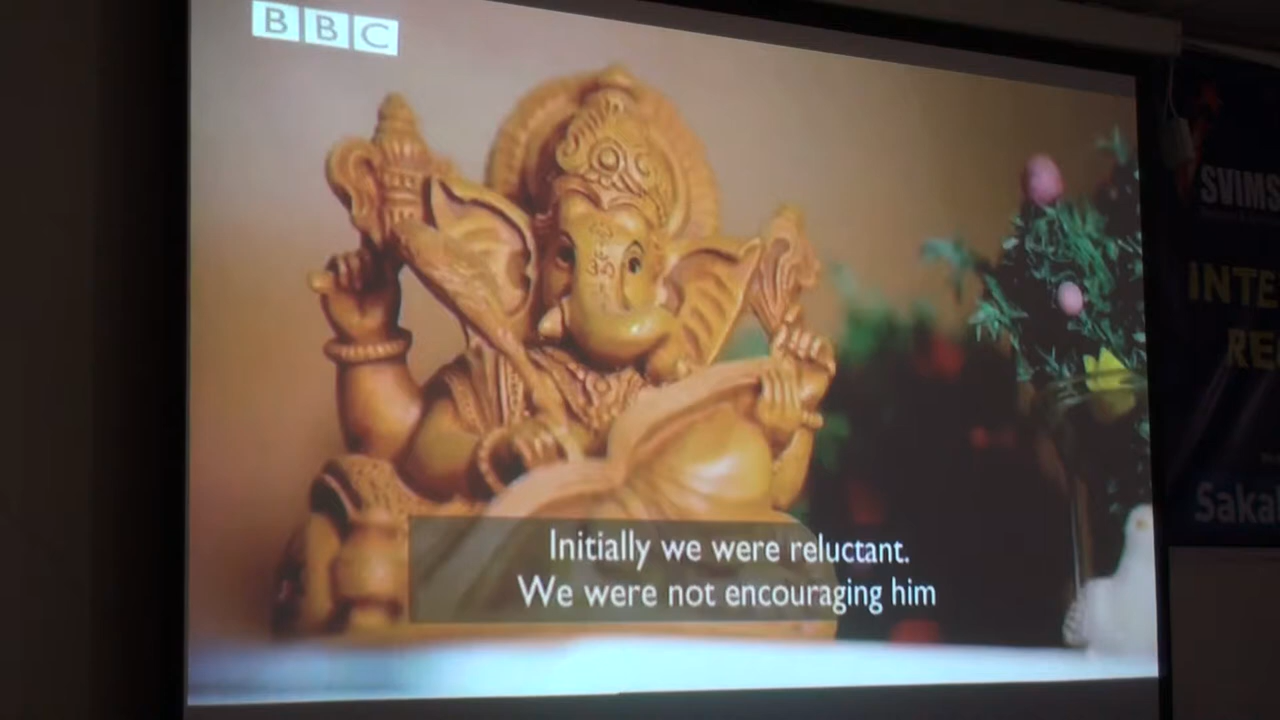 BBC
ॐ
Initially we were reluctant.
We were not encouraging him
SVIMS
INTE
RE
Saka